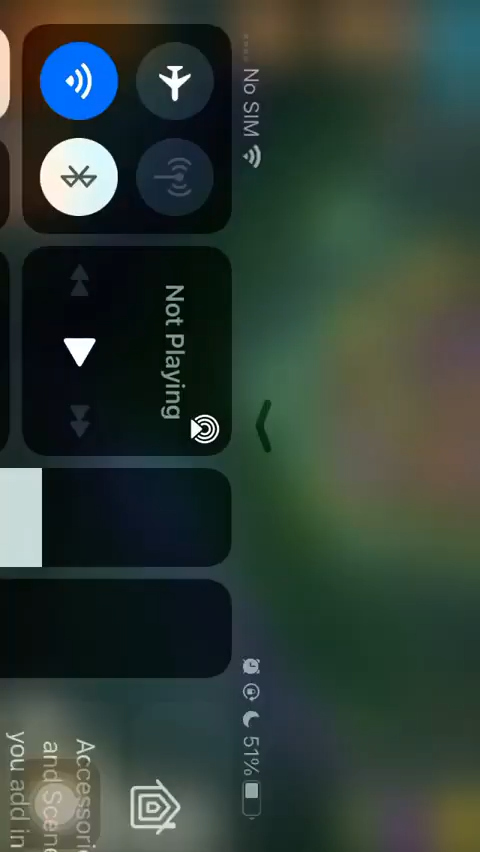 No SIM
51%
Not Playing
Accessori
and Scene
you add in